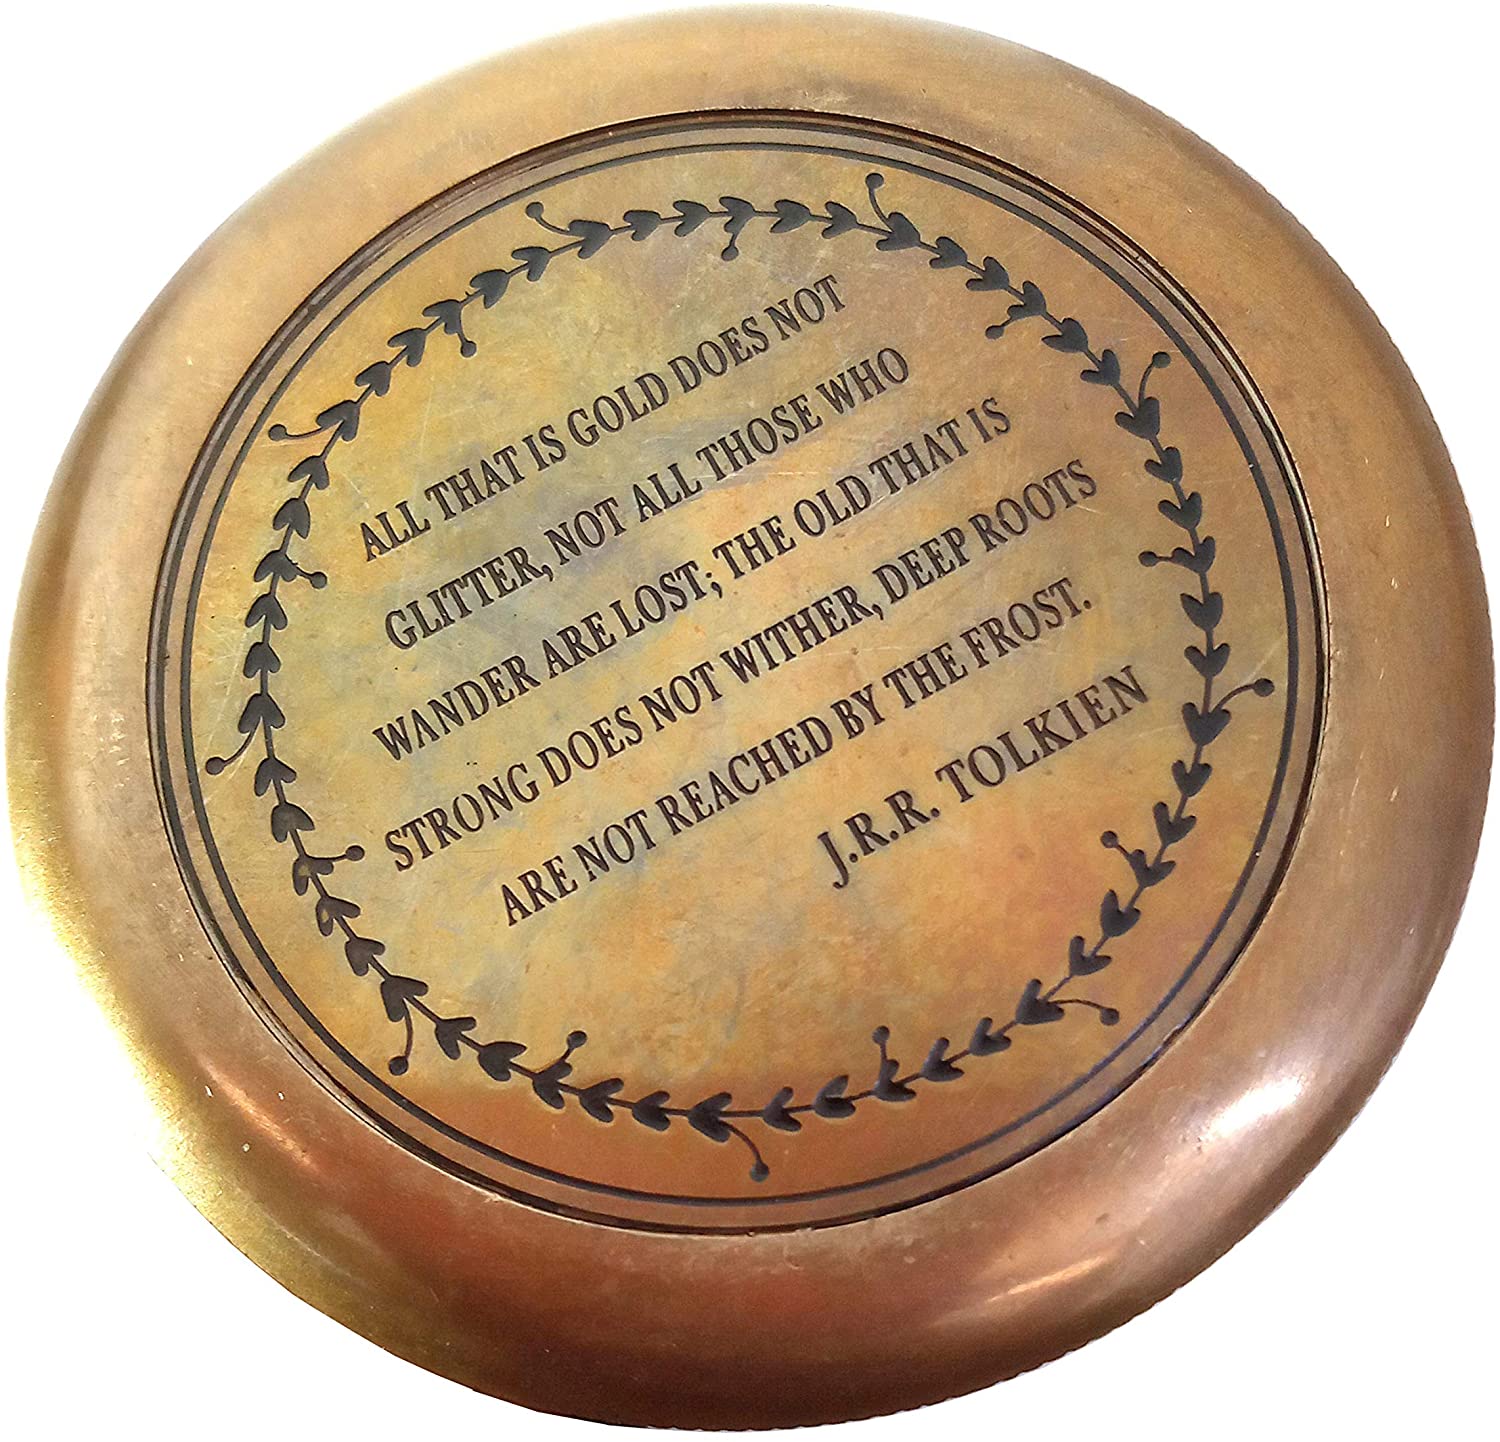 ALL THAT IS GOLD DOES NOT
GLITTER, NOT ALL THOSE WHO
WANDER ARE LOST; THE OLD THAT IS
STRONG DOES NOT WITHER, DEEP ROOTS
ARE NOT REACHED BY THE FROST.
J.R.R. TOLKIEN